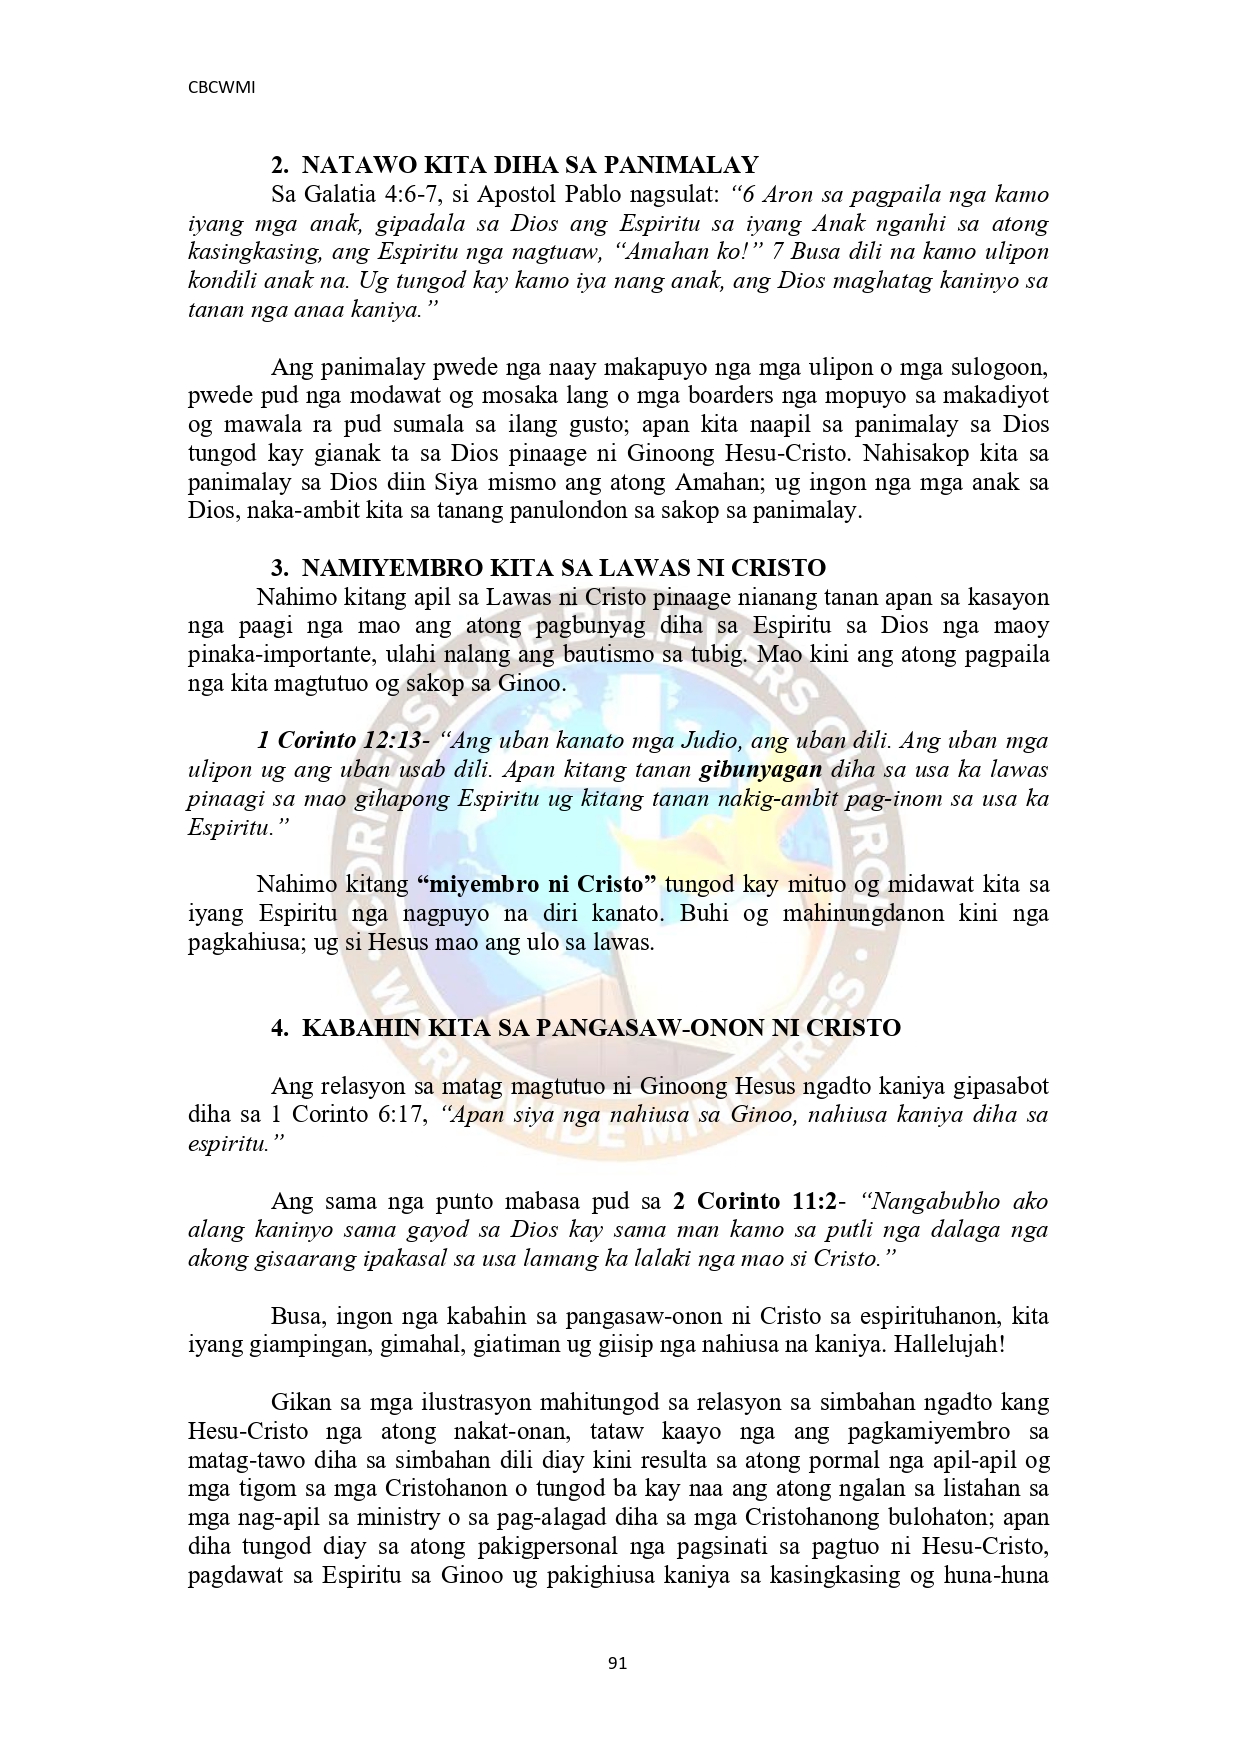 CBCWMI
2. NATAWO KITA DIHA SA PANIMALAY
Sa Galatia 4:6-7, si Apostol Pablo nagsulat: “6 Aron sa pagpaila nga kamo
iyang mga anak, gipadala sa Dios ang Espiritu sa iyang Anak nganhi sa atong
kasingkasing, ang Espiritu nga nagtuaw, “Amahan ko!” 7 Busa dili na kamo ulipon
kondili anak na. Ug tungod kay kamo iya nang anak, ang Dios maghatag kaninyo sa
tanan nga anaa kaniya.”
Ang panimalay pwede nga naay makapuyo nga mga ulipon o mga sulogoon,
pwede pud nga modawat og mosaka lang o mga boarders nga mopuyo sa makadiyot
og mawala ra pud sumala sa ilang gusto; apan kita naapil sa panimalay sa Dios
tungod kay gianak ta sa Dios pinaage ni Ginoong Hesu-Cristo. Nahisakop kita sa
panimalay sa Dios diin Siya mismo ang atong Amahan; ug ingon nga mga anak sa
Dios, naka-ambit kita sa tanang panulondon sa sakop sa panimalay.
3. NAMIYEMBRO KITA SA LAWAS NI CRISTO
Nahimo kitang apil sa Lawas ni Cristo pinaage nianang tanan apan sa kasayon
nga paagi nga mao ang atong pagbunyag diha sa Espiritu sa Dios nga maoy
pinaka-importante, ulahi nalang ang bautismo sa tubig. Mao kini ang atong pagpaila
nga kita magtutuo og sakop sa Ginoo.
1 Corinto 12:13- “Ang uban kanato mga Judio, ang uban dili. Ang uban mga
ulipon ug ang uban usab dili. Apan kitang tanan gibunyagan diha sa usa ka lawas
pinaagi sa mao gihapong Espiritu ug kitang tanan nakig-ambit pag-inom sa usa ka
Espiritu.”
Nahimo kitang “miyembro ni Cristo” tungod kay mituo og midawat kita sa
iyang Espiritu nga nagpuyo na diri kanato. Buhi og mahinungdanon kini nga
pagkahiusa; ug si Hesus mao ang ulo sa lawas.
4. KABAHIN KITA SA PANGASAW-ONON NI CRISTO
Ang relasyon sa matag magtutuo ni Ginoong Hesus ngadto kaniya gipasabot
diha sa 1 Corinto 6:17, “Apan siya nga nahiusa sa Ginoo, nahiusa kaniya diha sa
espiritu.”
Ang sama nga punto mabasa pud sa 2 Corinto 11:2- “Nangabubho ako
alang kaninyo sama gayod sa Dios kay sama man kamo sa putli nga dalaga nga
akong gisaarang ipakasal sa usa lamang ka lalaki nga mao si Cristo.”
Busa, ingon nga kabahin sa pangasaw-onon ni Cristo sa espirituhanon, kita
iyang giampingan, gimahal, giatiman ug giisip nga nahiusa na kaniya. Hallelujah!
Gikan sa mga ilustrasyon mahitungod sa relasyon sa simbahan ngadto kang
Hesu-Cristo nga atong nakat-onan, tataw kaayo nga ang pagkamiyembro sa
matag-tawo diha sa simbahan dili diay kini resulta sa atong pormal nga apil-apil og
mga tigom sa mga Cristohanon o tungod ba kay naa ang atong ngalan sa listahan sa
mga nag-apil sa ministry o sa pag-alagad diha sa mga Cristohanong bulohaton; apan
diha tungod diay sa atong pakigpersonal nga pagsinati sa pagtuo ni Hesu-Cristo,
pagdawat sa Espiritu sa Ginoo ug pakighiusa kaniya sa kasingkasing og huna-huna
91
CORNERSTONE BELIEVERS CHURCH
WORLDWIDE MINISTRIES